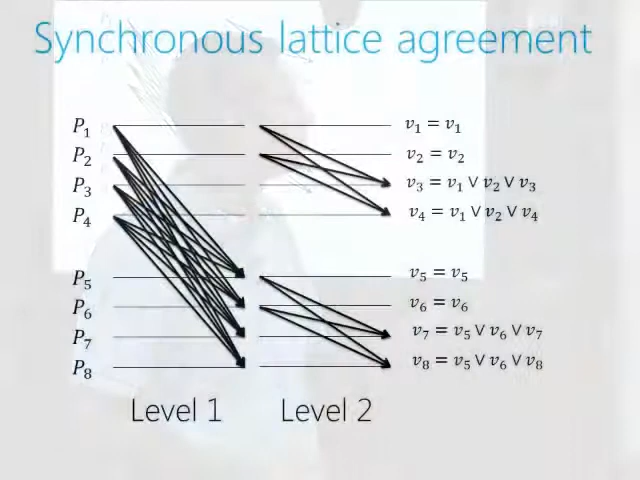 Synchronous lattice agreement
P₁ v₁ = v₁
P₂ v₂ = v₂
P₃ v₃ = v₁ ∨ v₂ ∨ v₃
P₄ v₄ = v₁ ∨ v₂ ∨ v₄
P₅ v₅ = v₅
P₆ v₆ = v₆
P₇ v₇ = v₅ ∨ v₆ ∨ v₇
P₈ v₈ = v₅ ∨ v₆ ∨ v₈
Level 1 Level 2